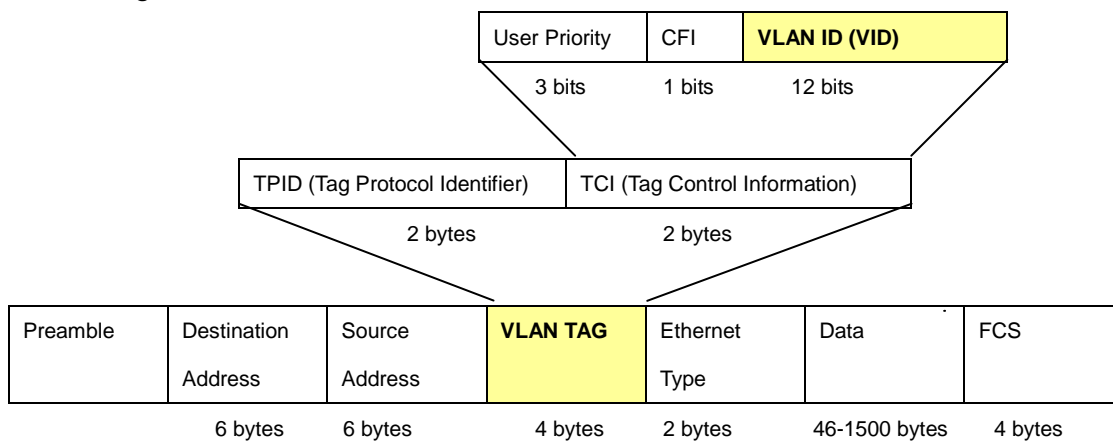 User Priority CFI VLAN ID (VID)
3 bits 1 bits 12 bits
TPID (Tag Protocol Identifier) TCI (Tag Control Information)
2 bytes 2 bytes
Preamble Destination Source VLAN TAG Ethernet Data FCS
Address Address Type
6 bytes 6 bytes 4 bytes 2 bytes 46-1500 bytes 4 bytes